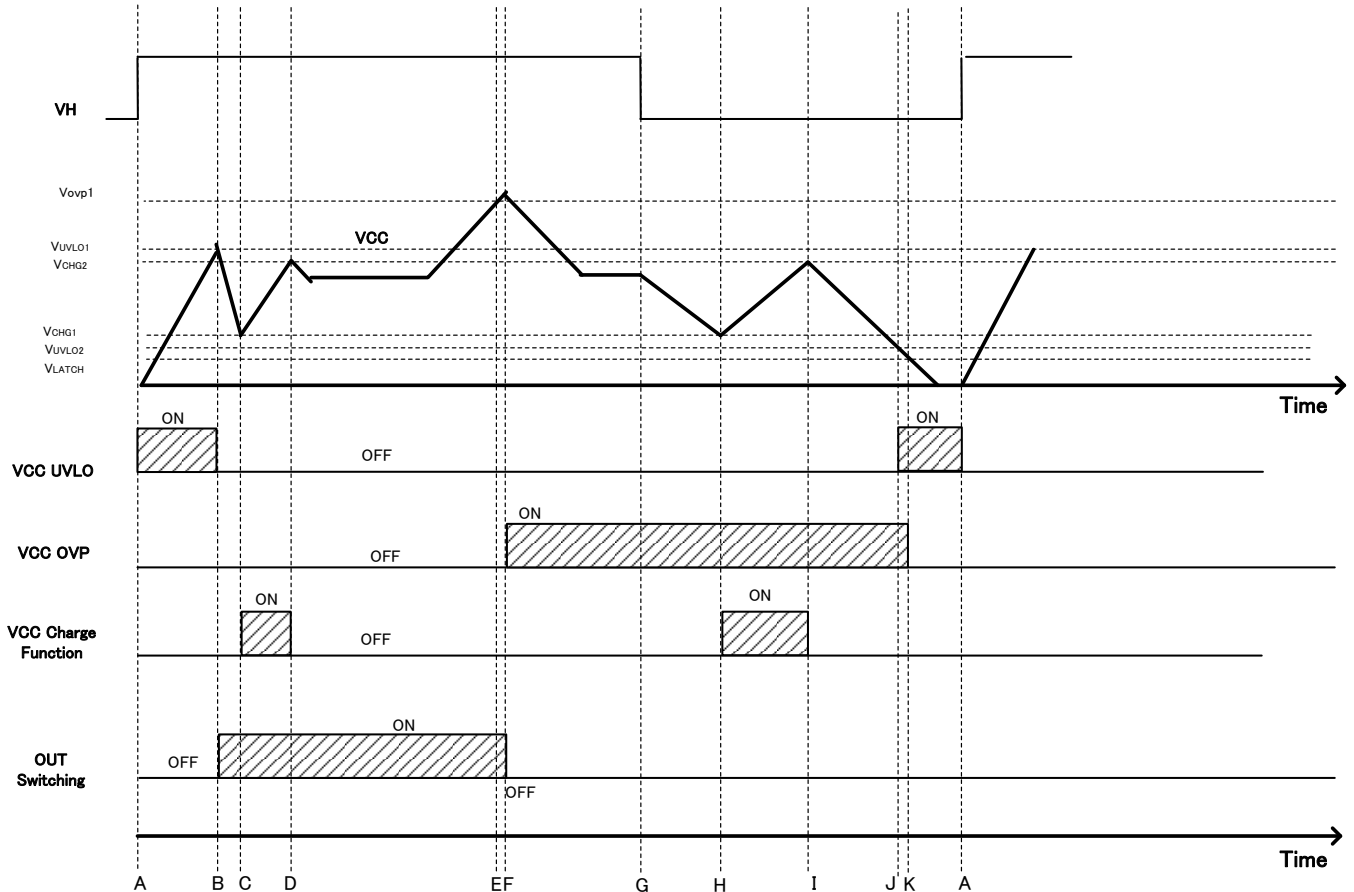 VH
Vovp1
VUVLO1
VCC
VCHG2
VCHG1
VUVLO2
VLATCH
Time
ON
ON
VCC UVLO
OFF
ON
VCC OVP
OFF
ON
ON
VCC Charge
Function
OFF
ON
OUT
Switching
OFF
OFF
Time
A B C D E F G H I J K A